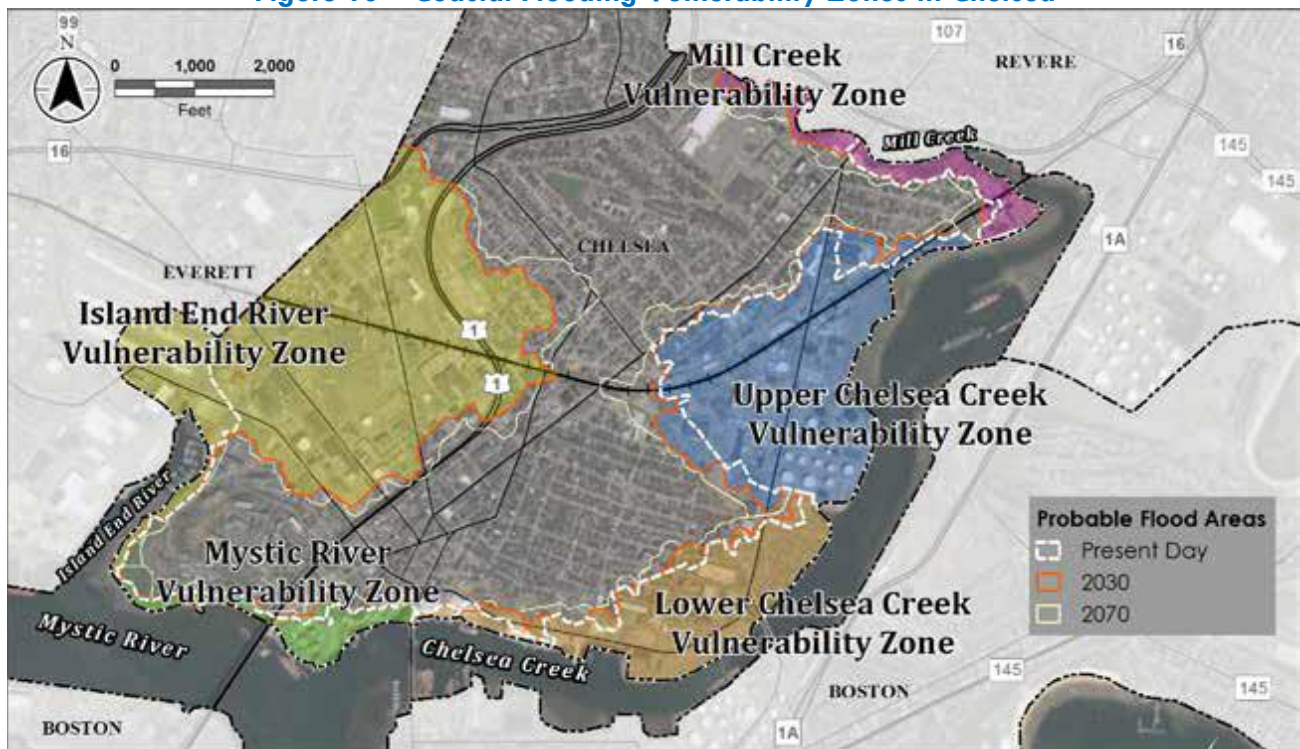 Figure 10 – Coastal Flooding Vulnerability Zones in Chelsea
99
N
0 1,000 2,000
Feet
107
16
REVERE
Mill Creek
Vulnerability Zone
Mill Creek
16
145
145
CHELSEA
1A
EVERETT
Island End River
Vulnerability Zone
1
1
Upper Chelsea Creek
Vulnerability Zone
Island End River
Probable Flood Areas
Present Day
2030
2070
Mystic River
Vulnerability Zone
Lower Chelsea Creek
Vulnerability Zone
Mystic River
Chelsea Creek
145
145
BOSTON
BOSTON
1A